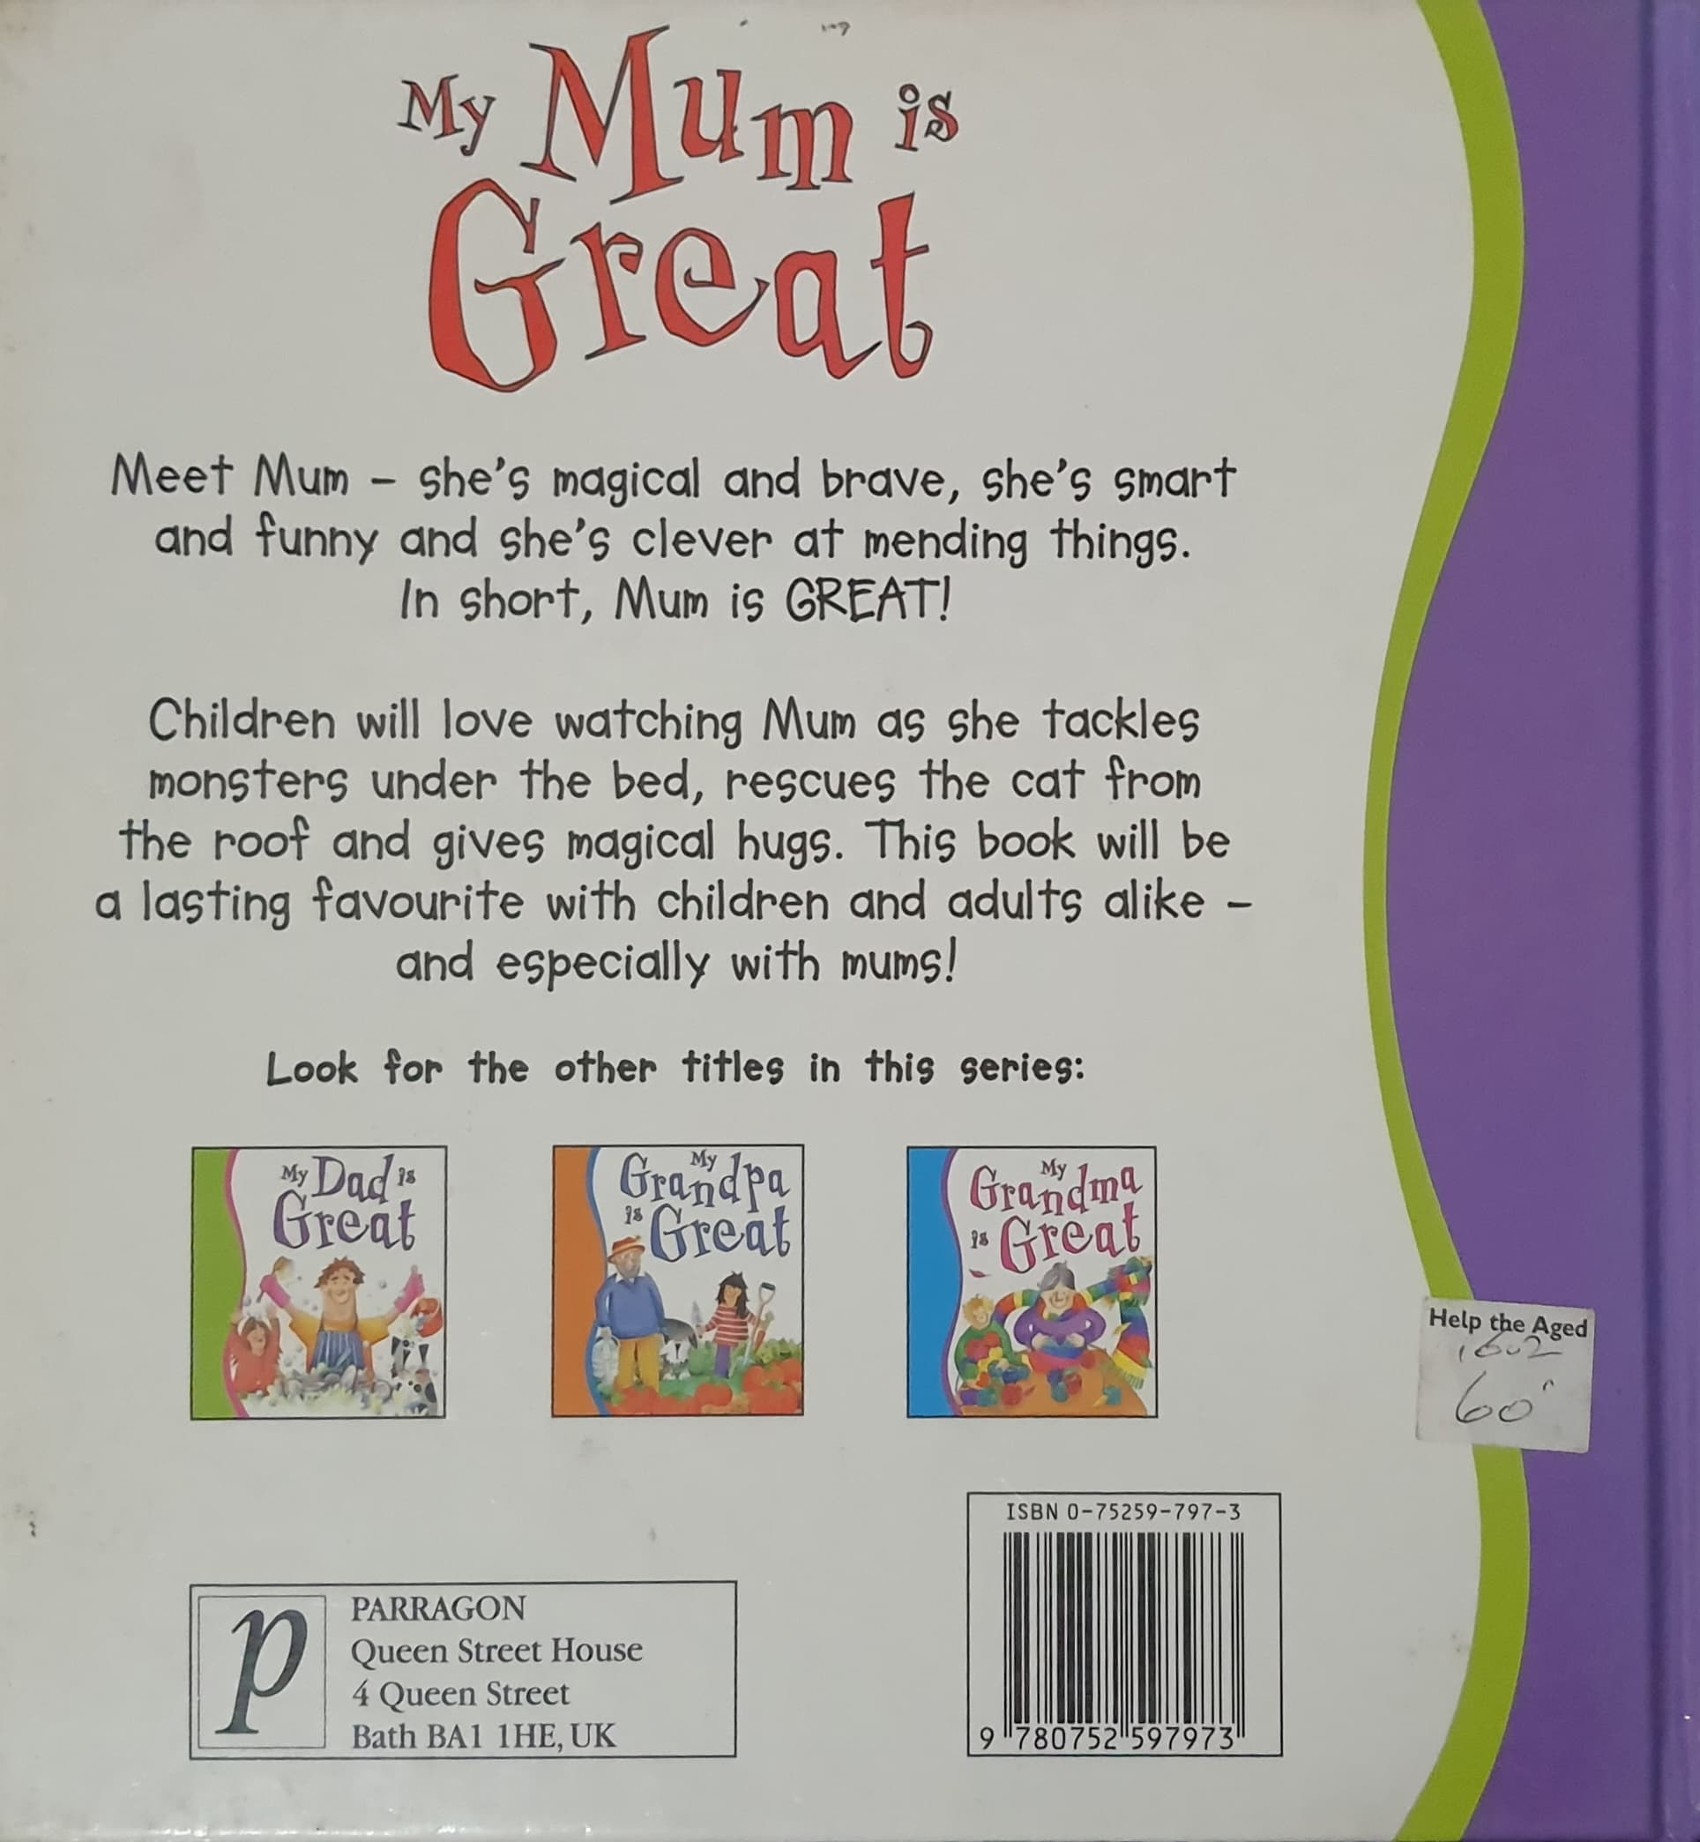 My Mum is
Great
Meet Mum – she's magical and brave, she's smart
and funny and she's clever at mending things.
In short, Mum is GREAT!
Children will love watching Mum as she tackles
monsters under the bed, rescues the cat from
the roof and gives magical hugs. This book will be
a lasting favourite with children and adults alike –
and especially with mums!
Look for the other titles in this series:
My Dad is
Great
My
Grandpa
is Great
My
Grandma
is Great
Help the Aged
60
ISBN 0-75259-797-3
9 780752 597973
p
PARRAGON
Queen Street House
4 Queen Street
Bath BA1 1HE, UK